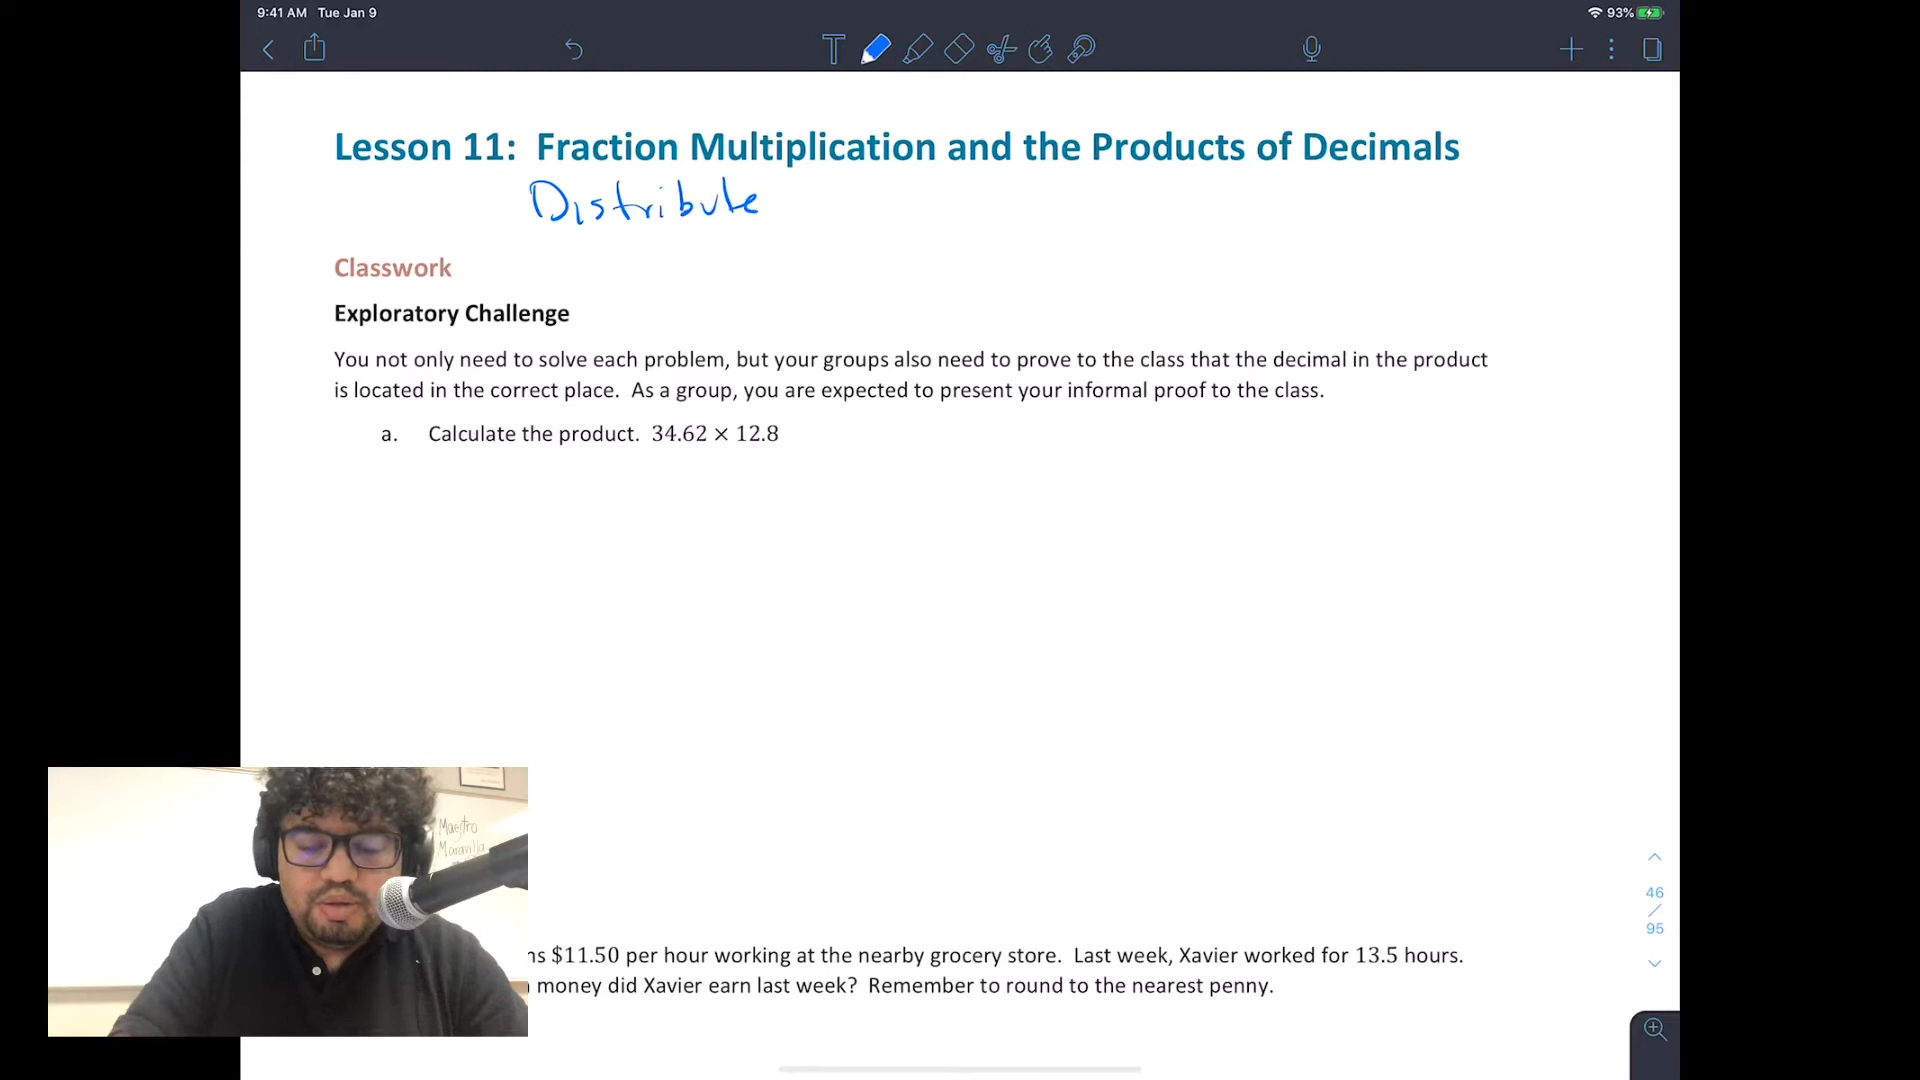 9:41 AM Tue Jan 9
93%
Lesson 11: Fraction Multiplication and the Products of Decimals
Distribute
Classwork
Exploratory Challenge
You not only need to solve each problem, but your groups also need to prove to the class that the decimal in the product
is located in the correct place. As a group, you are expected to present your informal proof to the class.
a. Calculate the product. 34.62 × 12.8
Maestro
Maravilla
46
/
95
ns $11.50 per hour working at the nearby grocery store. Last week, Xavier worked for 13.5 hours.
money did Xavier earn last week? Remember to round to the nearest penny.